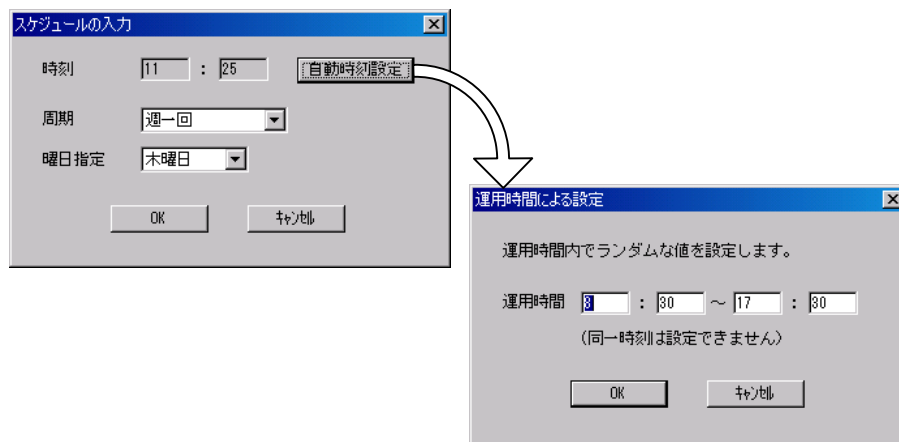 スケジュールの入力
時刻 11 : 25 自動時刻設定
周期 週一回
曜日指定 木曜日
OK ｷｬﾝｾﾙ
運用時間による設定
運用時間内でランダムな値を設定します。
運用時間 8 : 30 ～ 17 : 30
(同一時刻は設定できません)
OK ｷｬﾝｾﾙ